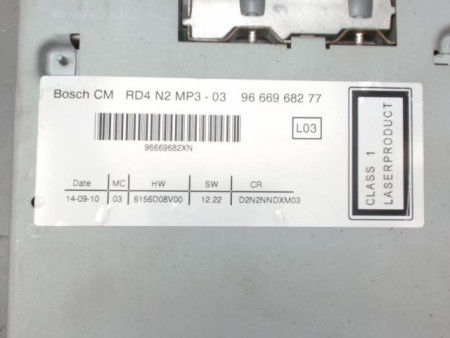 Bosch CM RD4 N2 MP3 - 03 96 669 682 77
L03
96669682XN
Date MC HW SW CR
14-09-10 03 6156D08V00 12.22 D2N2NNDXM03
CLASS 1
LASERPRODUCT